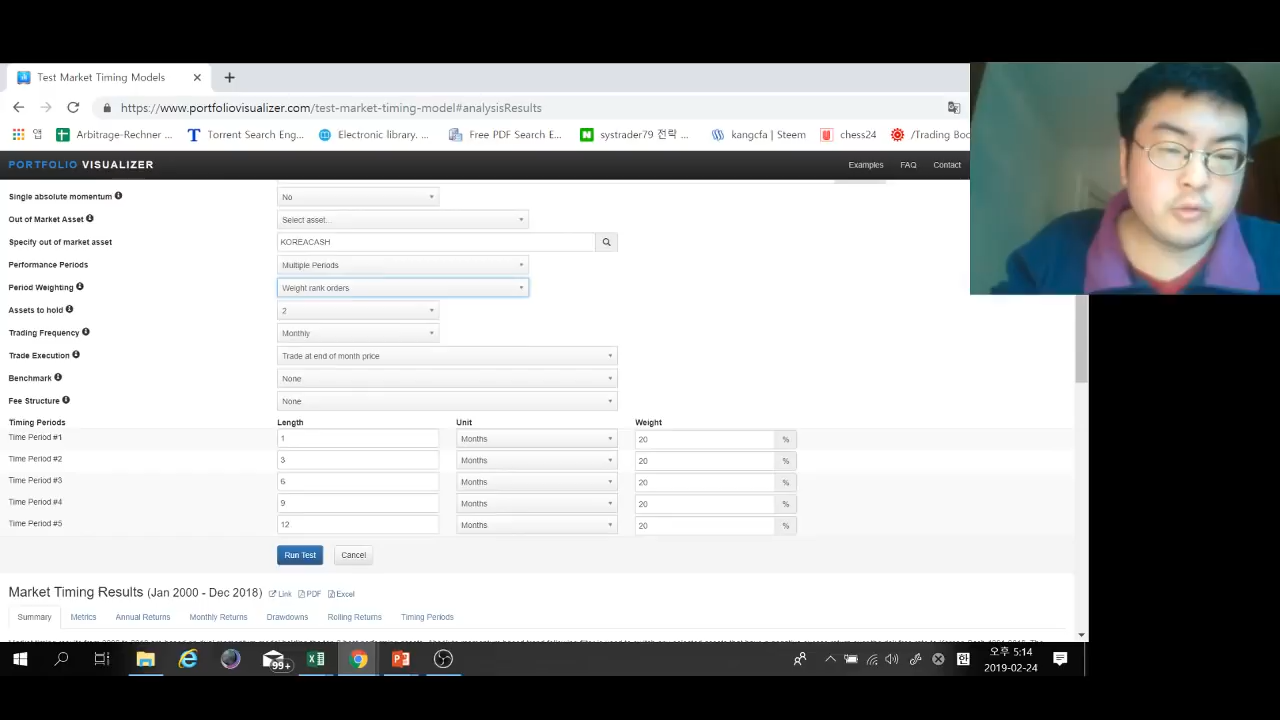 Test Market Timing Models
https://www.portfoliovisualizer.com/test-market-timing-model#analysisResults
앱 Arbitrage-Rechner ... Torrent Search Eng... Electronic library. ... Free PDF Search E... systrader79 전략 ... kangcfa | Steem chess24 /Trading Boo
PORTFOLIO VISUALIZER Examples FAQ Contact
Single absolute momentum No
Out of Market Asset Select asset...
Specify out of market asset KOREACASH
Performance Periods Multiple Periods
Period Weighting Weight rank orders
Assets to hold 2
Trading Frequency Monthly
Trade Execution Trade at end of month price
Benchmark None
Fee Structure None
Timing Periods Length Unit Weight
Time Period #1 1 Months 20 %
Time Period #2 3 Months 20 %
Time Period #3 6 Months 20 %
Time Period #4 9 Months 20 %
Time Period #5 12 Months 20 %
Run Test Cancel
Market Timing Results (Jan 2000 - Dec 2018) Link PDF Excel
Summary Metrics Annual Returns Monthly Returns Drawdowns Rolling Returns Timing Periods
99+
오후 5:14
2019-02-24
한